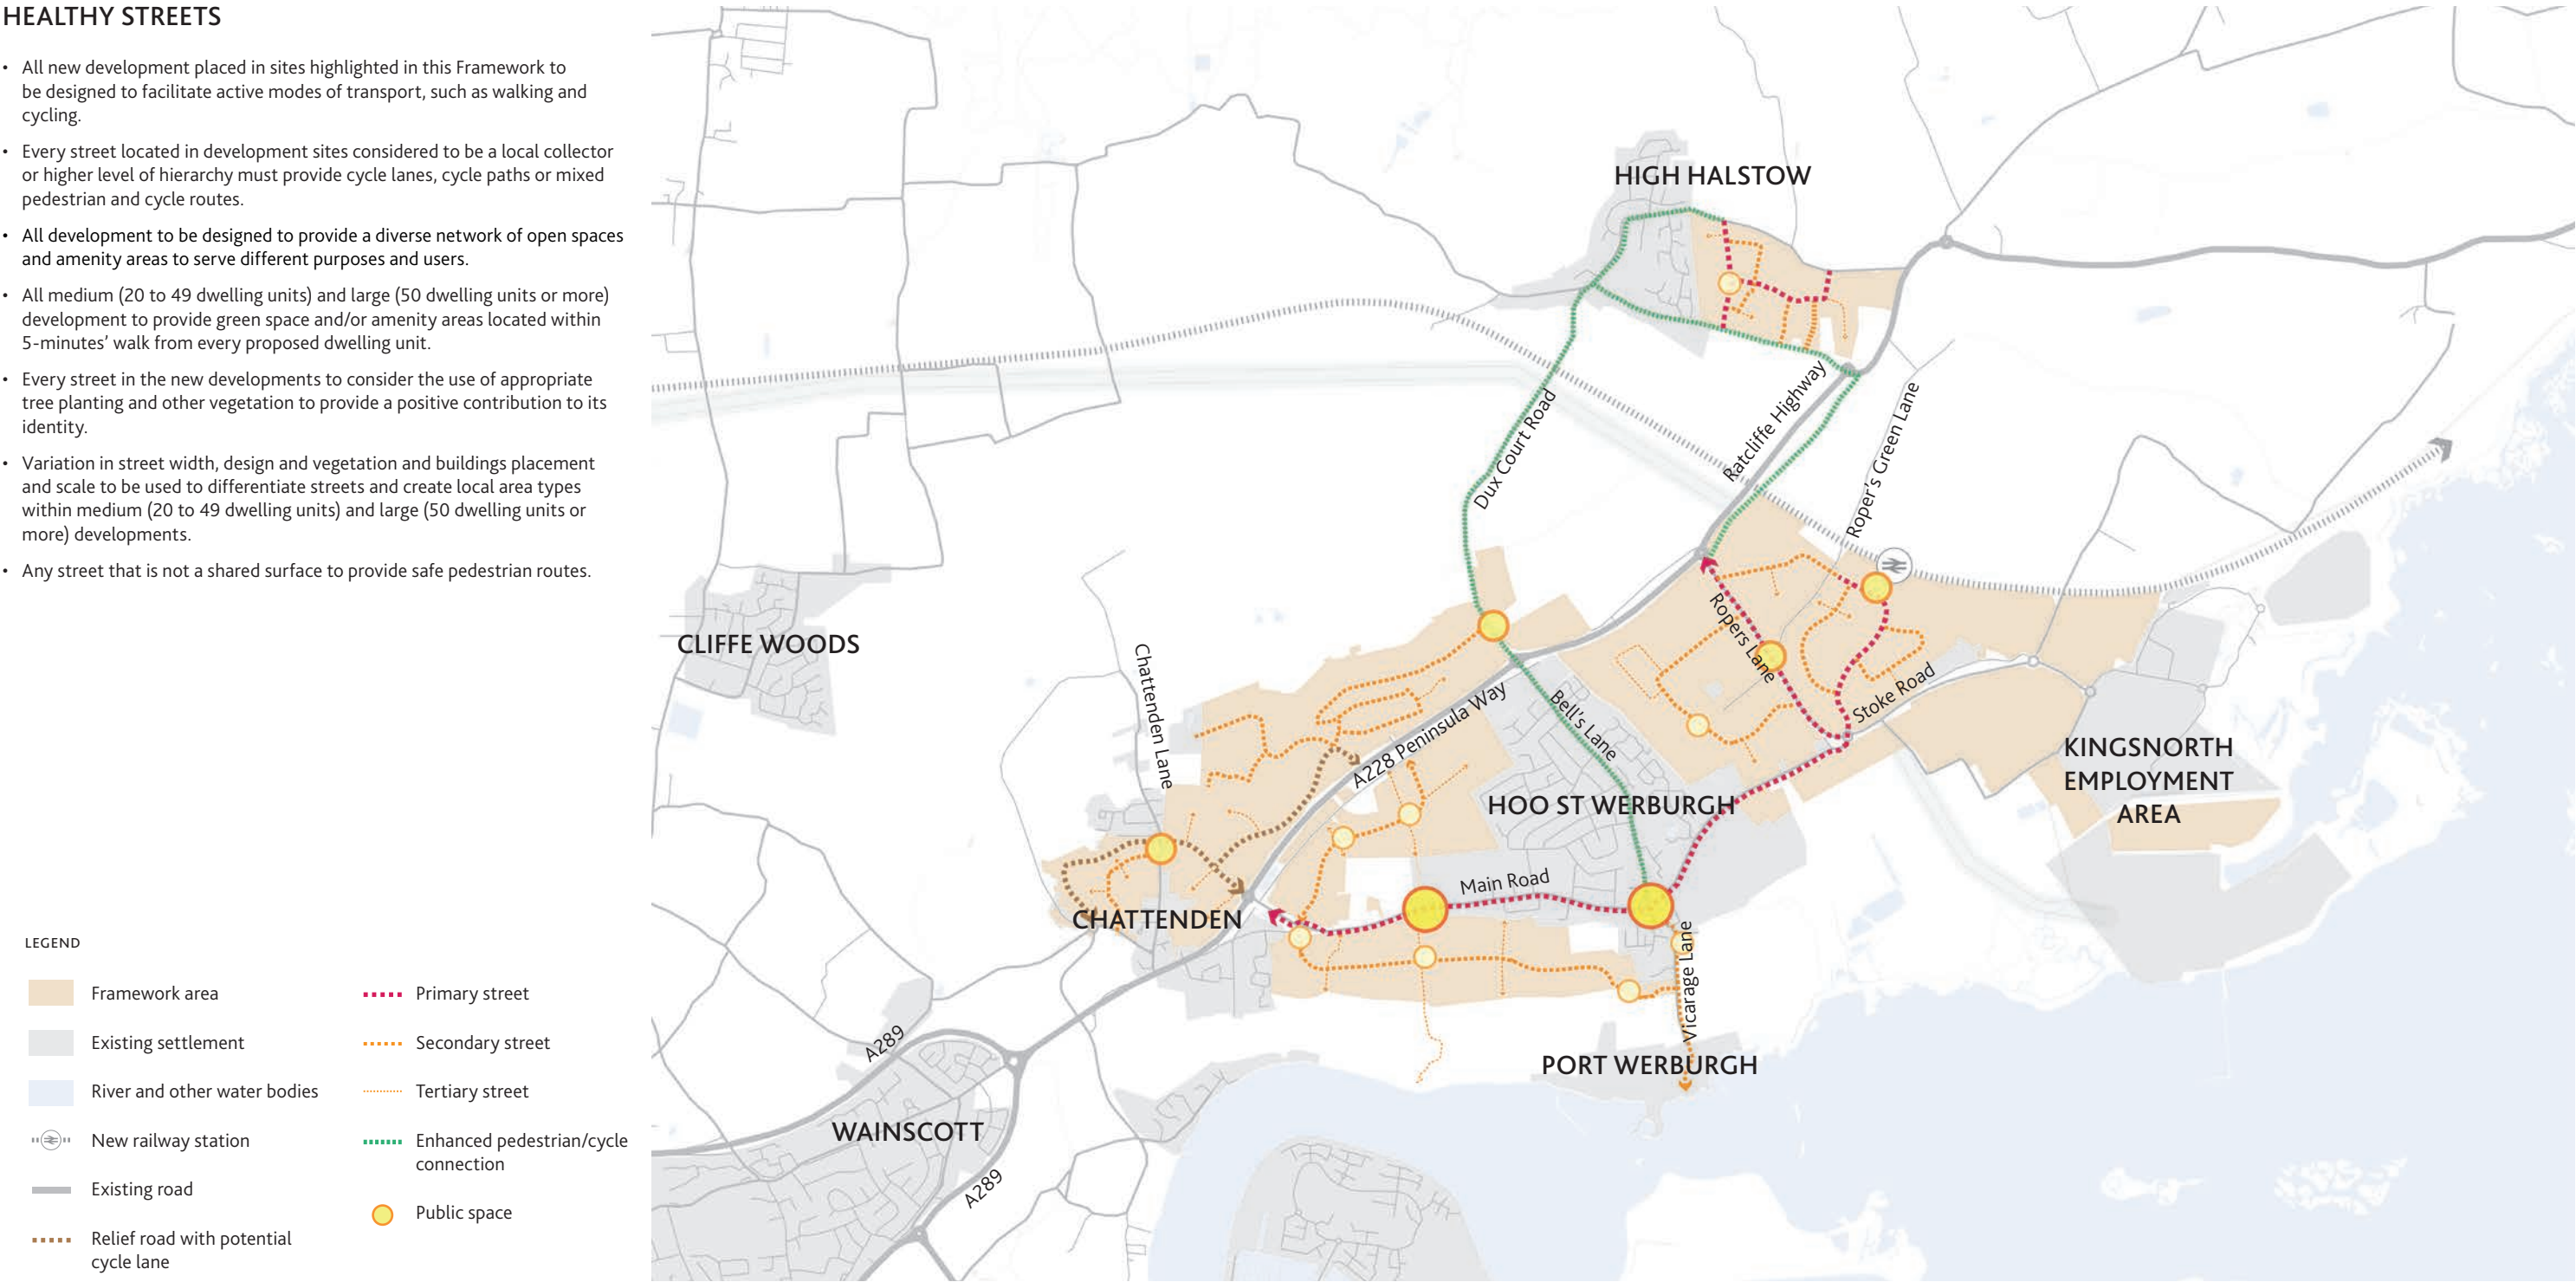 HEALTHY STREETS
• All new development placed in sites highlighted in this Framework to
be designed to facilitate active modes of transport, such as walking and
cycling.
• Every street located in development sites considered to be a local collector
or higher level of hierarchy must provide cycle lanes, cycle paths or mixed
pedestrian and cycle routes.
• All development to be designed to provide a diverse network of open spaces
and amenity areas to serve different purposes and users.
• All medium (20 to 49 dwelling units) and large (50 dwelling units or more)
development to provide green space and/or amenity areas located within
5-minutes’ walk from every proposed dwelling unit.
• Every street in the new developments to consider the use of appropriate
tree planting and other vegetation to provide a positive contribution to its
identity.
• Variation in street width, design and vegetation and buildings placement
and scale to be used to differentiate streets and create local area types
within medium (20 to 49 dwelling units) and large (50 dwelling units or
more) developments.
• Any street that is not a shared surface to provide safe pedestrian routes.
LEGEND
Framework area
Existing settlement
River and other water bodies
New railway station
Existing road
Relief road with potential
cycle lane
Primary street
Secondary street
Tertiary street
Enhanced pedestrian/cycle
connection
Public space
HIGH HALSTOW
Dux Court Road
Ratcliffe Highway
Roper's Green Lane
CLIFFE WOODS
Chattenden Lane
Ropers Lane
Stoke Road
A228 Peninsula Way
Bell's Lane
KINGSNORTH
EMPLOYMENT
AREA
HOO ST WERBURGH
Main Road
CHATTENDEN
Vicarage Lane
PORT WERBURGH
A289
WAINSCOTT
A289